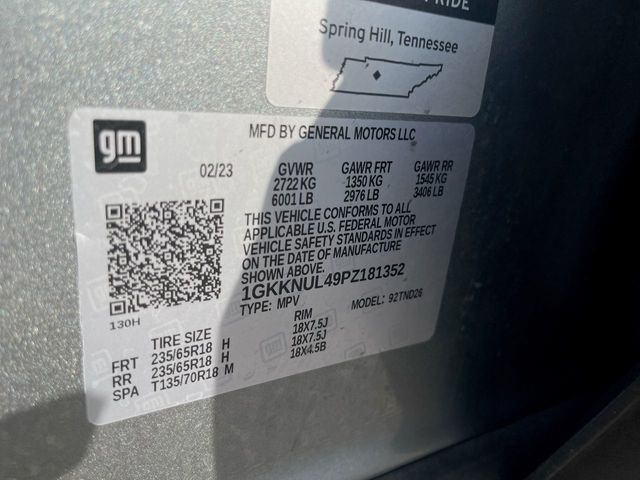 RIDE
Spring Hill, Tennessee
gm
MFD BY GENERAL MOTORS LLC
02/23 GVWR GAWR FRT GAWR RR
2722 KG 1350 KG 1545 KG
6001 LB 2976 LB 3406 LB
THIS VEHICLE CONFORMS TO ALL
APPLICABLE U.S. FEDERAL MOTOR
VEHICLE SAFETY STANDARDS IN EFFECT
ON THE DATE OF MANUFACTURE
SHOWN ABOVE.
1GKKNUL49PZ181352
TYPE: MPV MODEL: 92TND26
130H
TIRE SIZE RIM
FRT 235/65R18 H 18X7.5J
RR 235/65R18 H 18X7.5J
SPA T135/70R18 M 18X4.5B